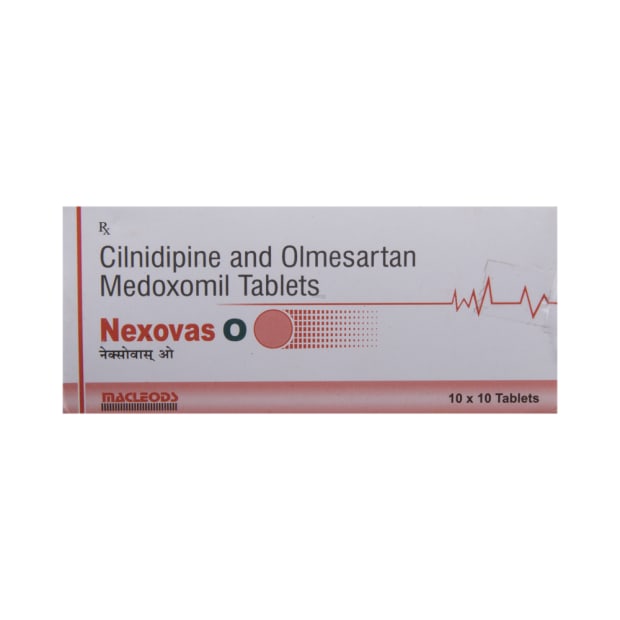 Rx
Cilnidipine and Olmesartan
Medoxomil Tablets
Nexovas O
नेक्सोवास् ओ
MACLEODS
10 x 10 Tablets